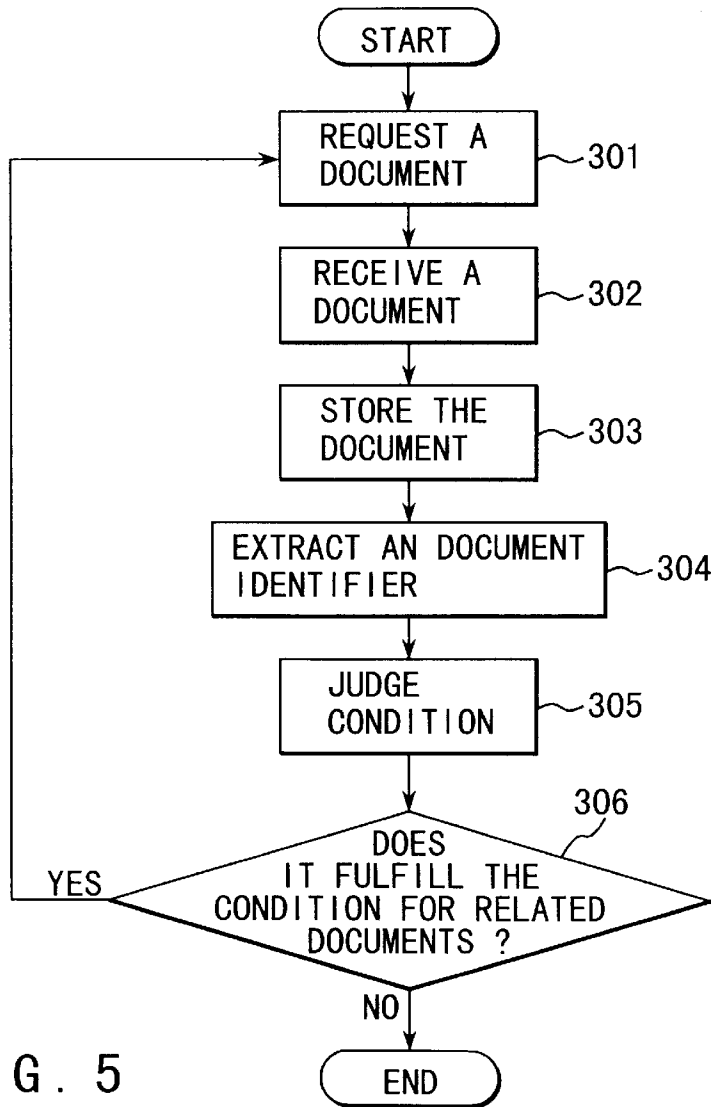 START
REQUEST A
DOCUMENT
301
RECEIVE A
DOCUMENT
302
STORE THE
DOCUMENT
303
EXTRACT AN DOCUMENT
IDENTIFIER
304
JUDGE
CONDITION
305
306
DOES
IT FULFILL THE
CONDITION FOR RELATED
DOCUMENTS ?
YES
NO
END
G. 5